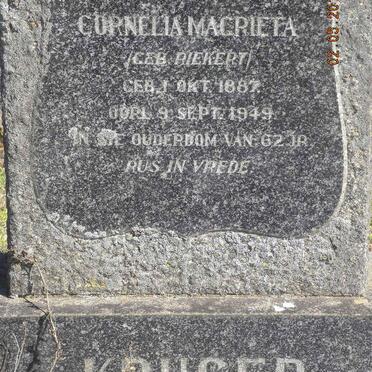 CORNELIA MAGRIETA
(GEB. RIEKERT)
GEB. 1 OKT. 1887.
OORL. 9 SEPT. 1949.
IN DIE OUDERDOM VAN 62 JR.
RUS IN VREDE.
KRUGER